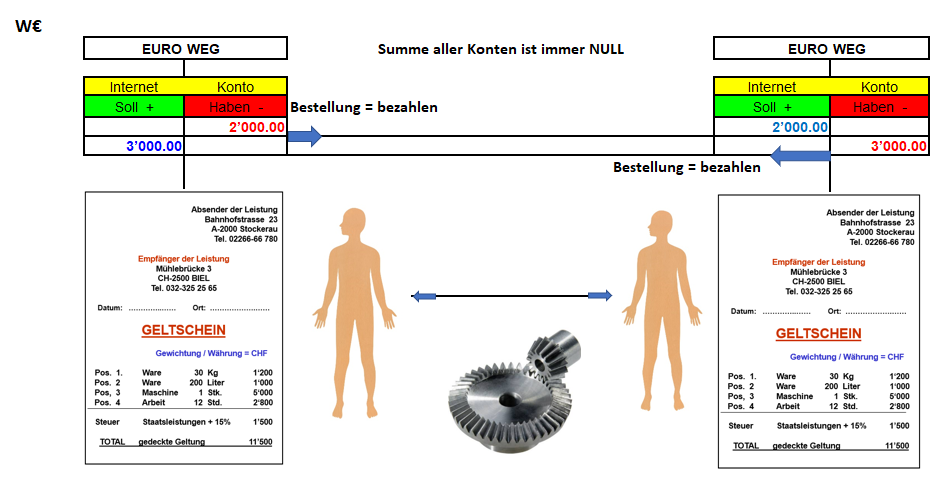 W€
EURO WEG
Summe aller Konten ist immer NULL
EURO WEG
Internet Konto
Soll + Haben -
Bestellung = bezahlen
2'000.00
3'000.00
Internet Konto
Soll + Haben -
2'000.00
3'000.00
Bestellung = bezahlen
Absender der Leistung
Bahnhofstrasse 23
A-2000 Stockerau
Tel. 02266-66 780
Empfänger der Leistung
Mühlebrücke 3
CH-2500 BIEL
Tel. 032-325 25 65
Datum: ..................... Ort: ..........................
GELTSCHEIN
Gewichtung / Währung = CHF
Pos. 1. Ware 30 Kg 1'200
Pos. 2 Ware 200 Liter 1'000
Pos, 3 Maschine 1 Stk. 5'000
Pos. 4 Arbeit 12 Std. 2'800
Steuer Staatsleistungen + 15% 1'500
TOTAL gedeckte Geltung 11'500
Absender der Leistung
Bahnhofstrasse 23
A-2000 Stockerau
Tel. 02266-66 780
Empfänger der Leistung
Mühlebrücke 3
CH-2500 BIEL
Tel. 032-325 25 65
Datum: ..................... Ort: ..........................
GELTSCHEIN
Gewichtung / Währung = CHF
Pos. 1. Ware 30 Kg 1'200
Pos. 2 Ware 200 Liter 1'000
Pos, 3 Maschine 1 Stk. 5'000
Pos. 4 Arbeit 12 Std. 2'800
Steuer Staatsleistungen + 15% 1'500
TOTAL gedeckte Geltung 11'500